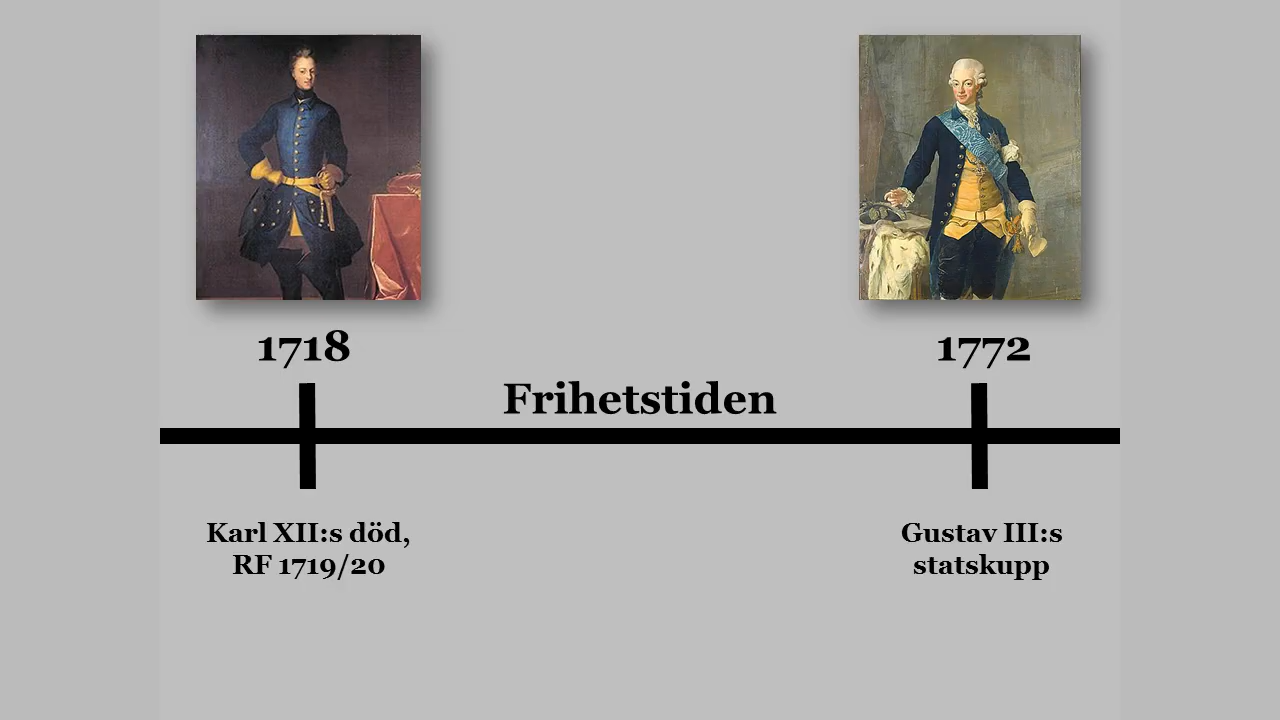 1718
1772
Frihetstiden
Karl XII:s död,
RF 1719/20
Gustav III:s
statskupp